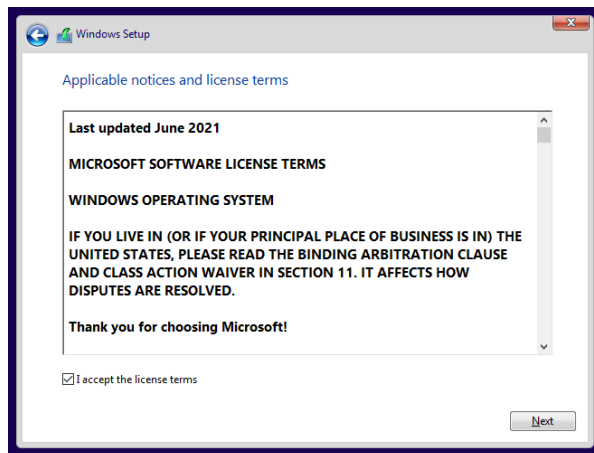 Windows Setup
Applicable notices and license terms
Last updated June 2021
MICROSOFT SOFTWARE LICENSE TERMS
WINDOWS OPERATING SYSTEM
IF YOU LIVE IN (OR IF YOUR PRINCIPAL PLACE OF BUSINESS IS IN) THE
UNITED STATES, PLEASE READ THE BINDING ARBITRATION CLAUSE
AND CLASS ACTION WAIVER IN SECTION 11. IT AFFECTS HOW
DISPUTES ARE RESOLVED.
Thank you for choosing Microsoft!
I accept the license terms
Next